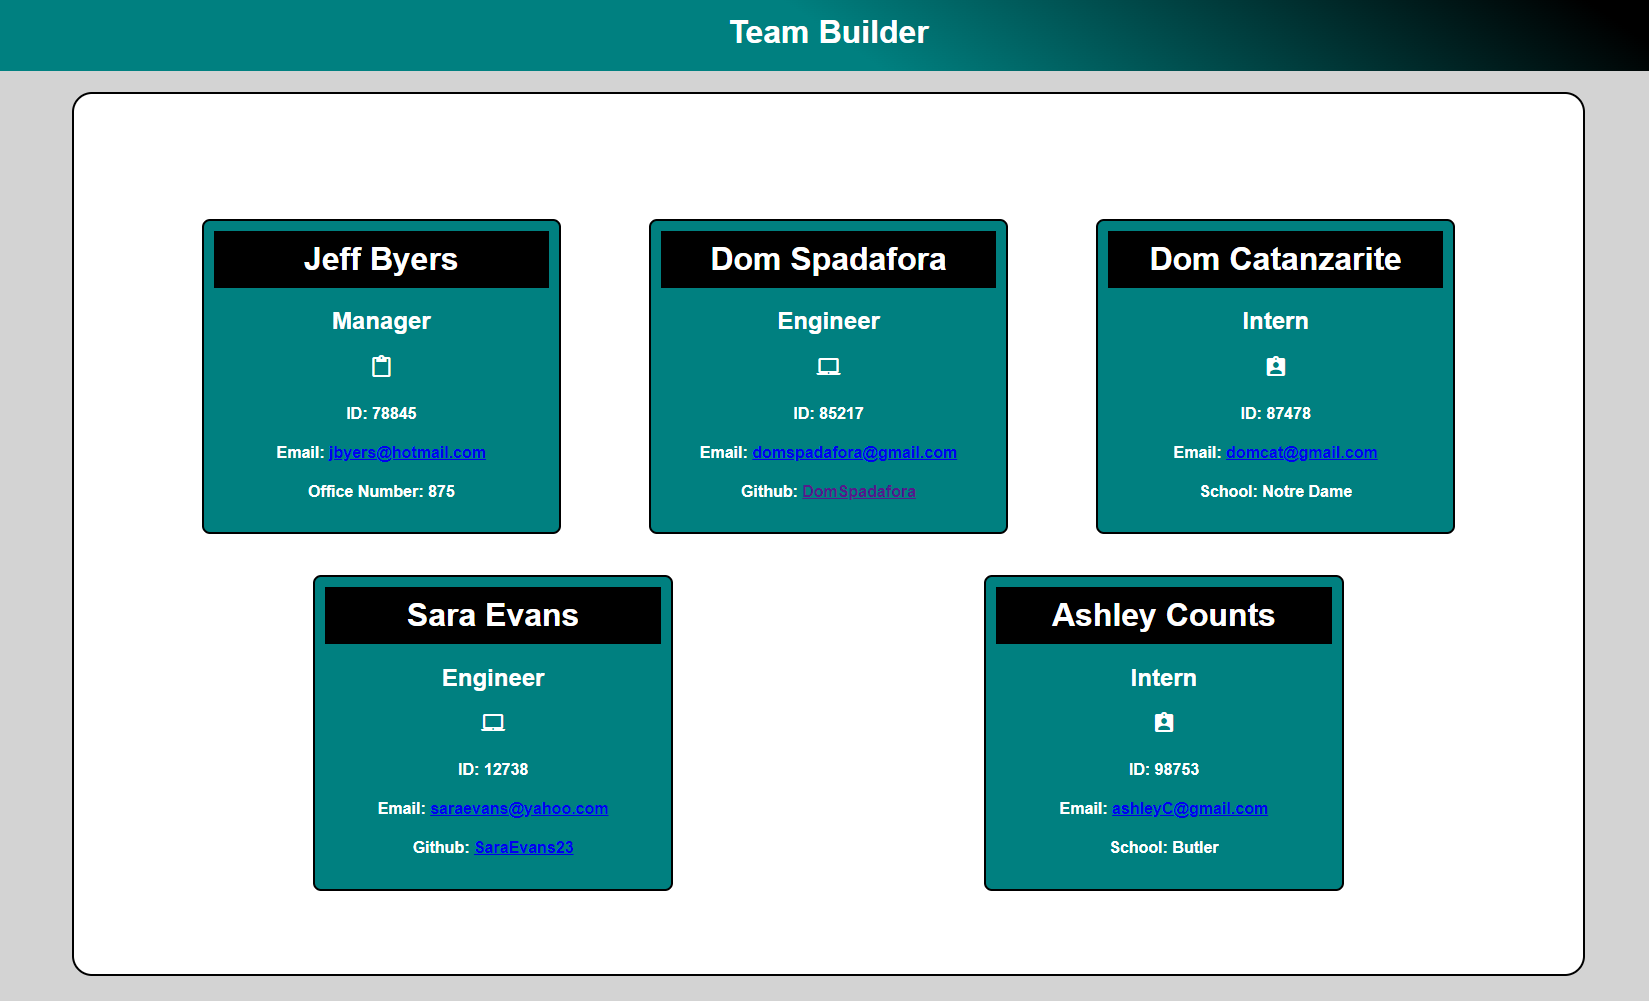 Team Builder
Jeff Byers
Manager
ID: 78845
Email: jbyers@hotmail.com
Office Number: 875
Dom Spadafora
Engineer
ID: 85217
Email: domspadafora@gmail.com
Github: DomSpadafora
Dom Catanzarite
Intern
ID: 87478
Email: domcat@gmail.com
School: Notre Dame
Sara Evans
Engineer
ID: 12738
Email: saraevans@yahoo.com
Github: SaraEvans23
Ashley Counts
Intern
ID: 98753
Email: ashleyC@gmail.com
School: Butler